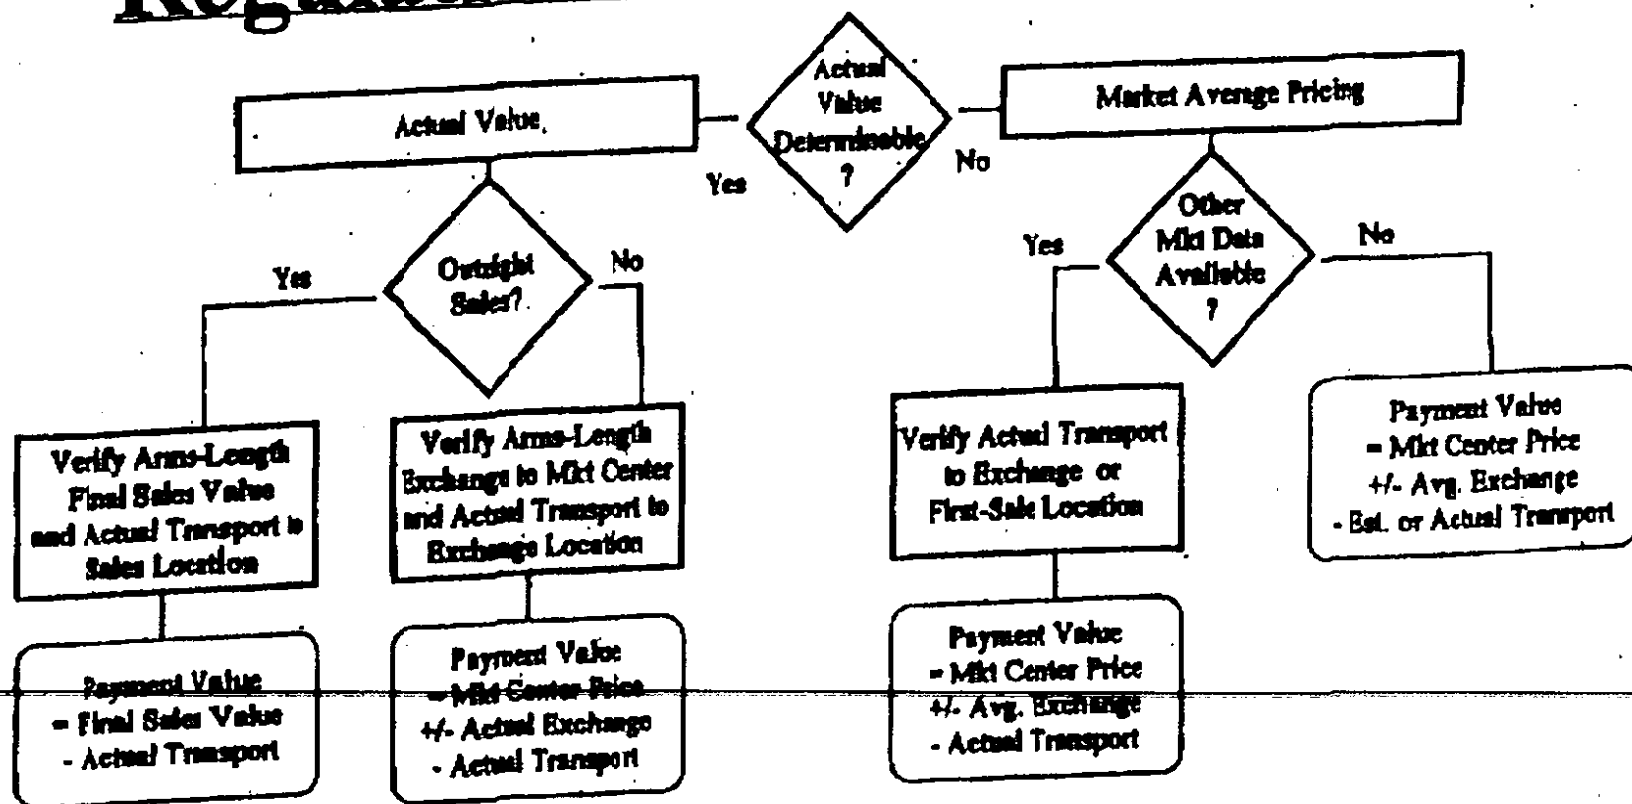 Actual
Value
Determinable
?
Actual Value
Yes
No
Market Average Pricing
Outright
Sales?
Yes
No
Other
Mkt Data
Available
?
Yes
No
Verify Arms-Length
Final Sales Value
and Actual Transport to
Sales Location
Verify Arms-Length
Exchange to Mkt Center
and Actual Transport to
Exchange Location
Verify Actual Transport
to Exchange or
First-Sale Location
Payment Value
= Mkt Center Price
+/- Avg. Exchange
- Est. or Actual Transport
Payment Value
= Final Sales Value
- Actual Transport
Payment Value
= Mkt Center Price
+/- Actual Exchange
- Actual Transport
Payment Value
= Mkt Center Price
+/- Avg. Exchange
- Actual Transport